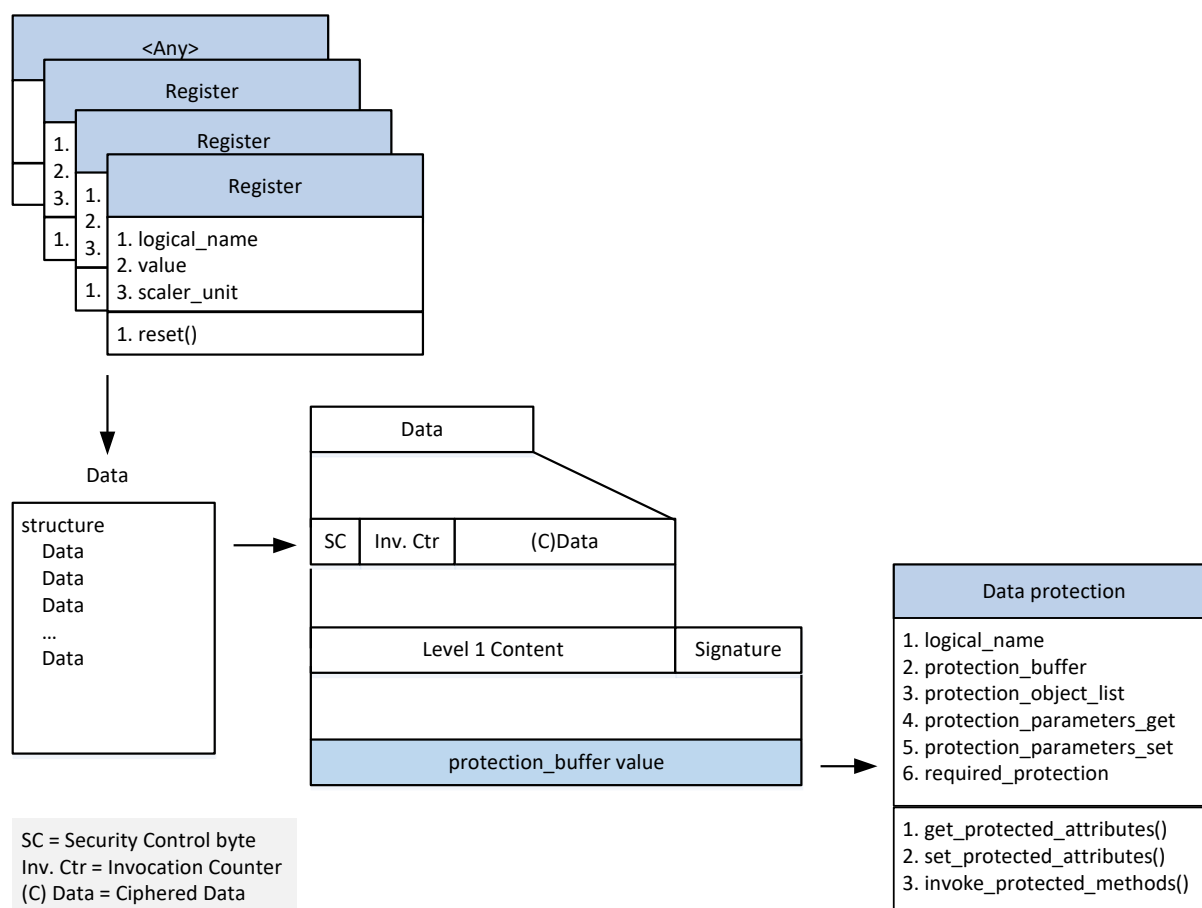 <Any>
Register
1.
2.
3.
1.
Register
1.
2.
3.
1.
Register
1. logical_name
2. value
3. scaler_unit
1. reset()
Data
structure
Data
Data
Data
...
Data
Data
SC
Inv. Ctr
(C)Data
Level 1 Content
Signature
protection_buffer value
Data protection
1. logical_name
2. protection_buffer
3. protection_object_list
4. protection_parameters_get
5. protection_parameters_set
6. required_protection
1. get_protected_attributes()
2. set_protected_attributes()
3. invoke_protected_methods()
SC = Security Control byte
Inv. Ctr = Invocation Counter
(C) Data = Ciphered Data